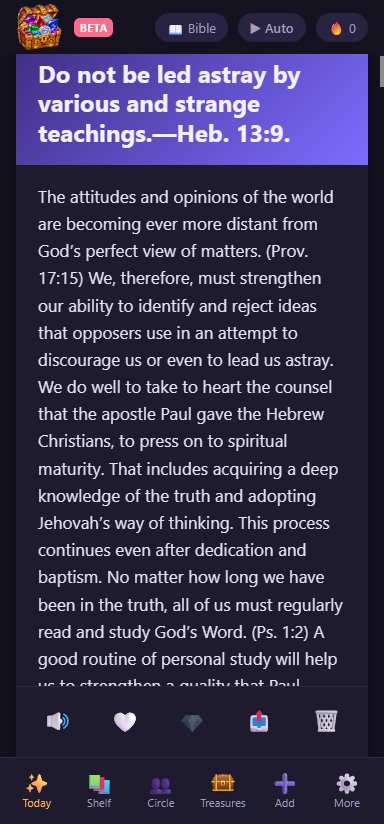 BETA
Bible
Auto
0
Do not be led astray by
various and strange
teachings.—Heb. 13:9.
The attitudes and opinions of the world
are becoming ever more distant from
God’s perfect view of matters. (Prov.
17:15) We, therefore, must strengthen
our ability to identify and reject ideas
that opposers use in an attempt to
discourage us or even to lead us astray.
We do well to take to heart the counsel
that the apostle Paul gave the Hebrew
Christians, to press on to spiritual
maturity. That includes acquiring a deep
knowledge of the truth and adopting
Jehovah’s way of thinking. This process
continues even after dedication and
baptism. No matter how long we have
been in the truth, all of us must regularly
read and study God’s Word. (Ps. 1:2) A
good routine of personal study will help
us to strengthen a quality that Paul
Today
Shelf
Circle
Treasures
Add
More